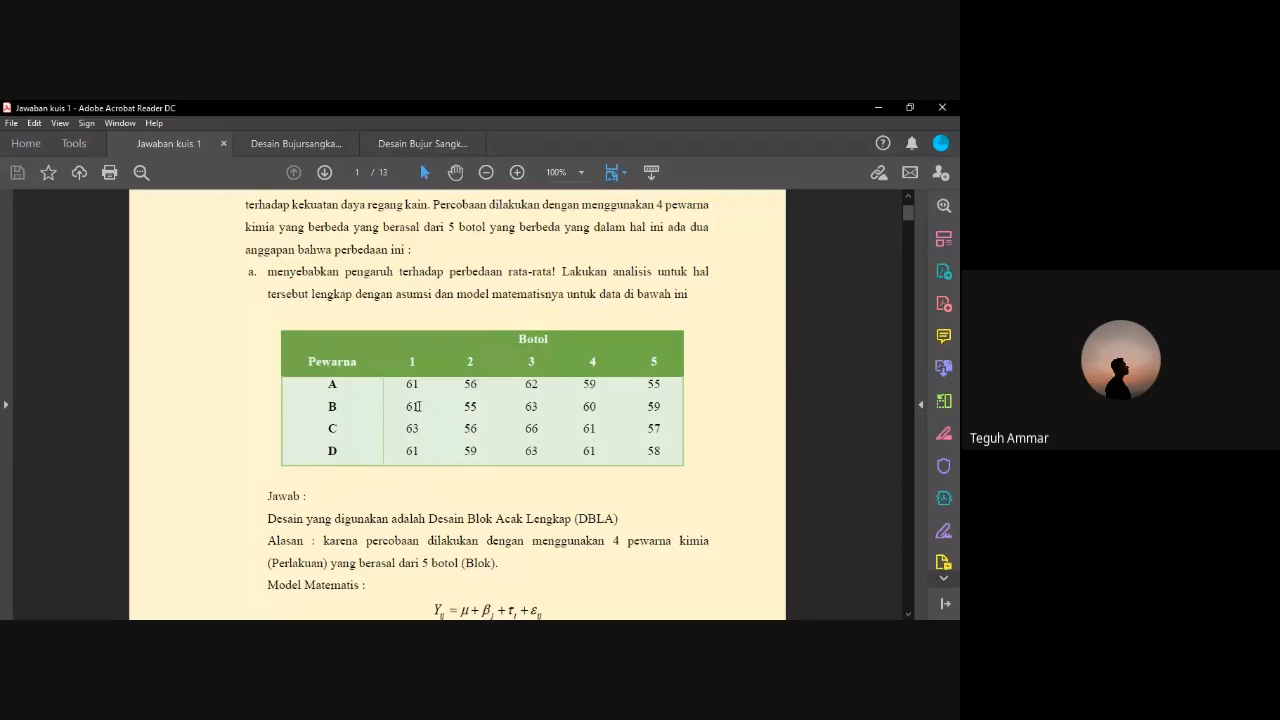 Jawaban kuis 1 - Adobe Acrobat Reader DC
File Edit View Sign Window Help
Home Tools Jawaban kuis 1 × Desain Bujursangka... Desain Bujur Sangk...
1 / 13 100%
terhadap kekuatan daya regang kain. Percobaan dilakukan dengan menggunakan 4 pewarna
kimia yang berbeda yang berasal dari 5 botol yang berbeda yang dalam hal ini ada dua
anggapan bahwa perbedaan ini :
a. menyebabkan pengaruh terhadap perbedaan rata-rata! Lakukan analisis untuk hal
tersebut lengkap dengan asumsi dan model matematisnya untuk data di bawah ini
Botol
Pewarna 1 2 3 4 5
A 61 56 62 59 55
B 61 55 63 60 59
C 63 56 66 61 57
D 61 59 63 61 58
Jawab :
Desain yang digunakan adalah Desain Blok Acak Lengkap (DBLA)
Alasan : karena percobaan dilakukan dengan menggunakan 4 pewarna kimia
(Perlakuan) yang berasal dari 5 botol (Blok).
Model Matematis :
Yij = μ + βj + τi + εij
Teguh Ammar